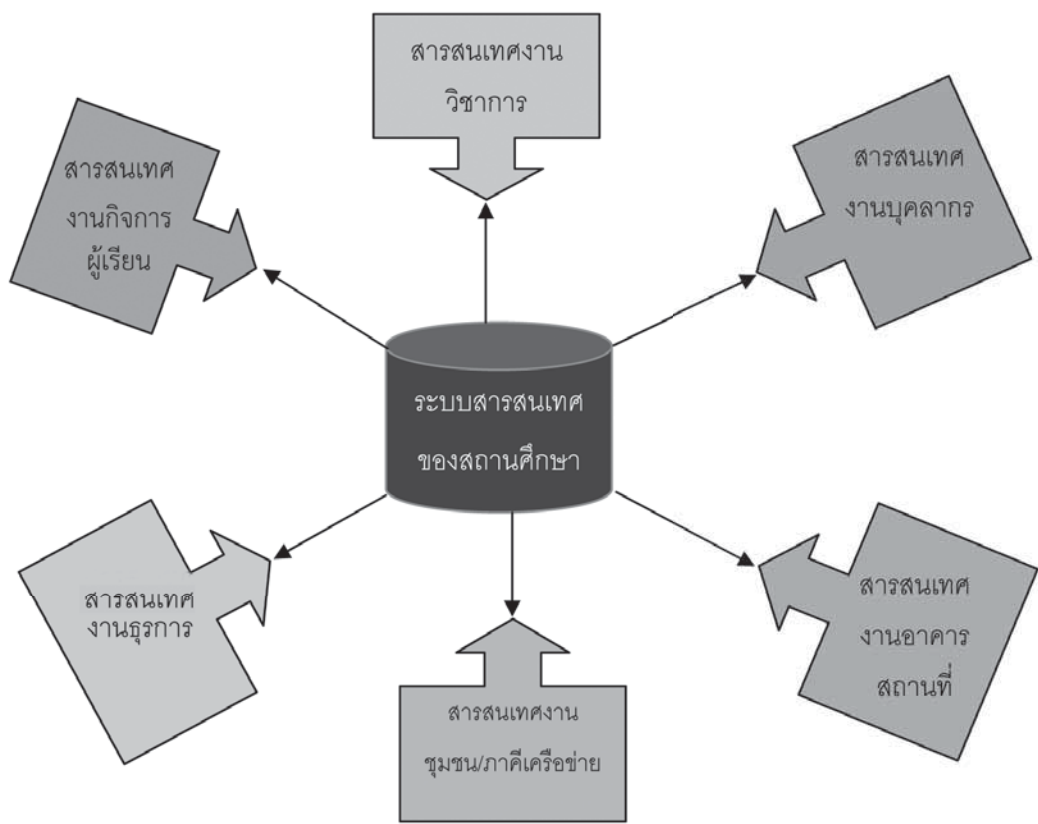 สารสนเทศงาน
วิชาการ
สารสนเทศ
งานกิจการ
ผู้เรียน
สารสนเทศ
งานบุคลากร
ระบบสารสนเทศ
ของสถานศึกษา
สารสนเทศ
งานธุรการ
สารสนเทศ
งานอาคาร
สถานที่
สารสนเทศงาน
ชุมชน/ภาคีเครือข่าย